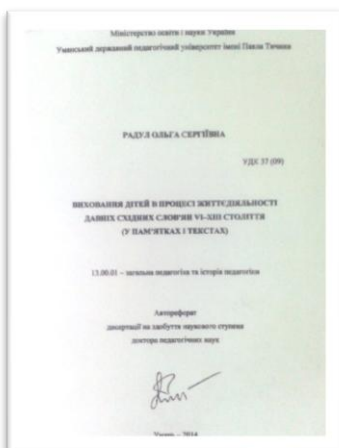 Міністерство освіти і науки України
Уманський державний педагогічний університет імені Павла Тичини
РАДУЛ ОЛЬГА СЕРГІЇВНА
УДК 37 (09)
ВИХОВАННЯ ДІТЕЙ В ПРОЦЕСІ ЖИТТЄДІЯЛЬНОСТІ
ДАВНІХ СХІДНИХ СЛОВ'ЯН VI–XIII СТОЛІТТЯ
(У ПАМ'ЯТКАХ І ТЕКСТАХ)
13.00.01 – загальна педагогіка та історія педагогіки
Автореферат
дисертації на здобуття наукового ступеня
доктора педагогічних наук
Умань – 2014